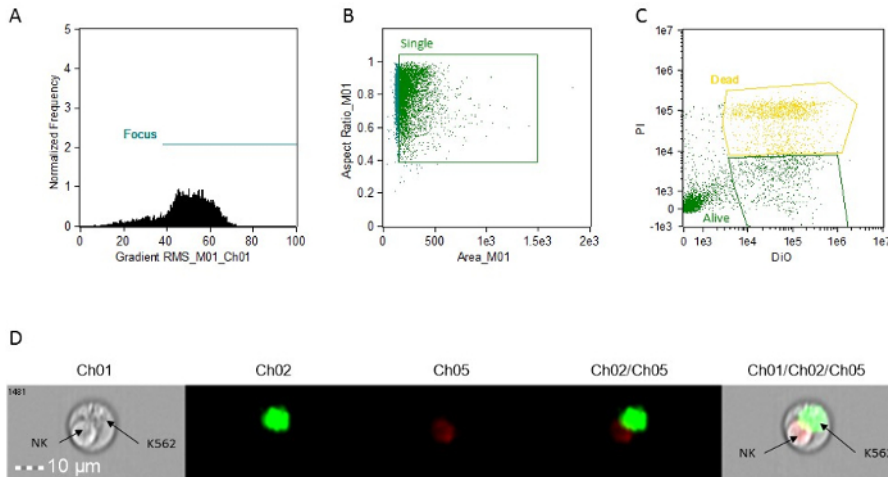 A
B
C
5
4
3
2
1
0
Normalized Frequency
Focus
0
20
40
60
80
100
Gradient RMS_M01_Ch01
Single
1
0.8
0.6
0.4
0.2
0
Aspect Ratio_M01
0
500
1e3
1.5e3
2e3
Area_M01
1e7
1e6
1e5
1e4
1e3
0
-1e3
PI
Dead
Alive
0
1e3
1e4
1e5
1e6
1e7
DiO
D
Ch01
Ch02
Ch05
Ch02/Ch05
Ch01/Ch02/Ch05
1481
NK
K562
10 µm
NK
K562